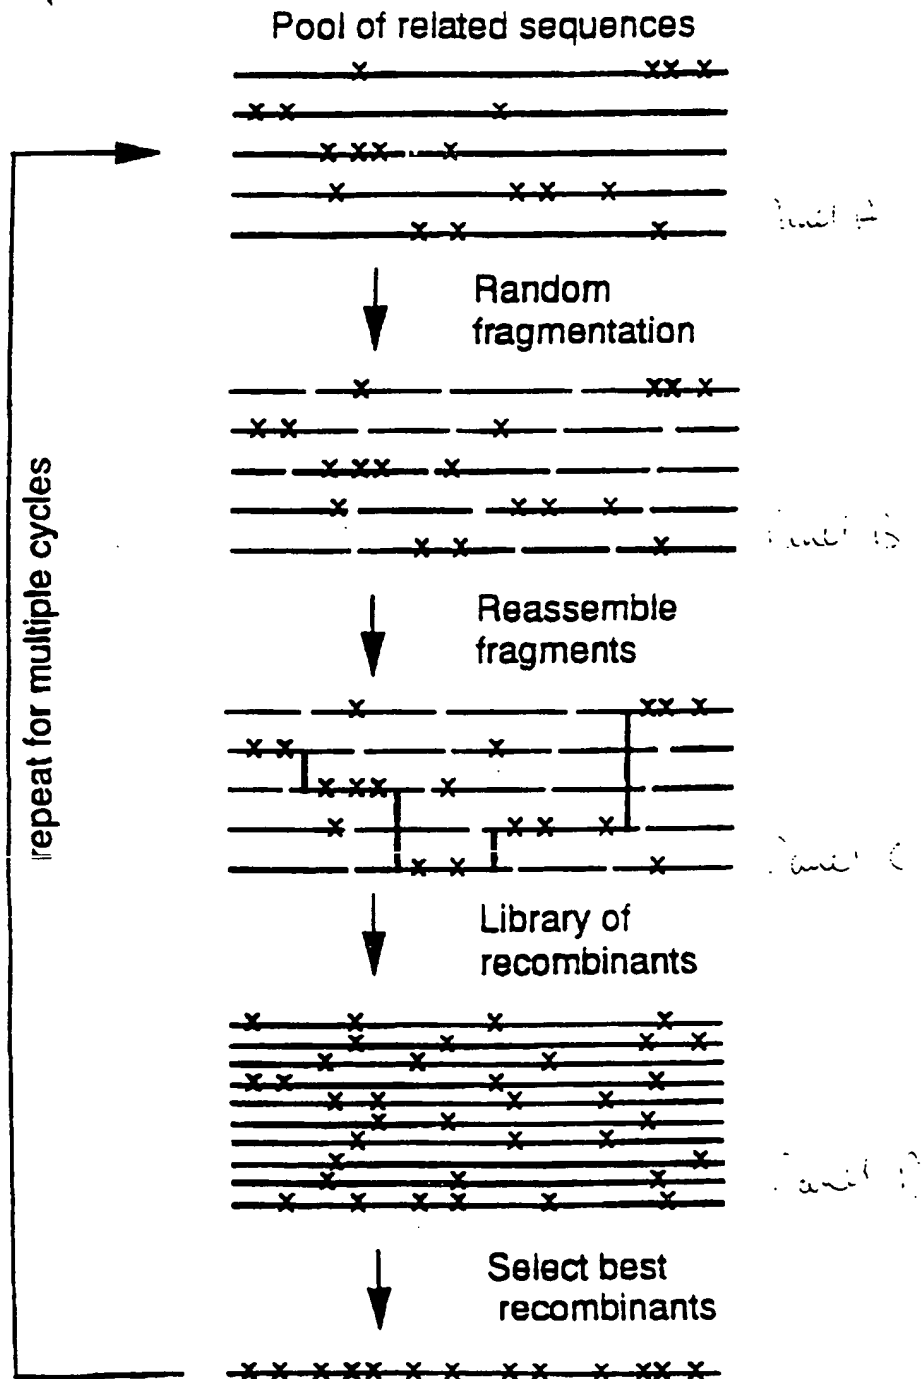 Pool of related sequences
Random
fragmentation
Reassemble
fragments
repeat for multiple cycles
Library of
recombinants
Select best
recombinants